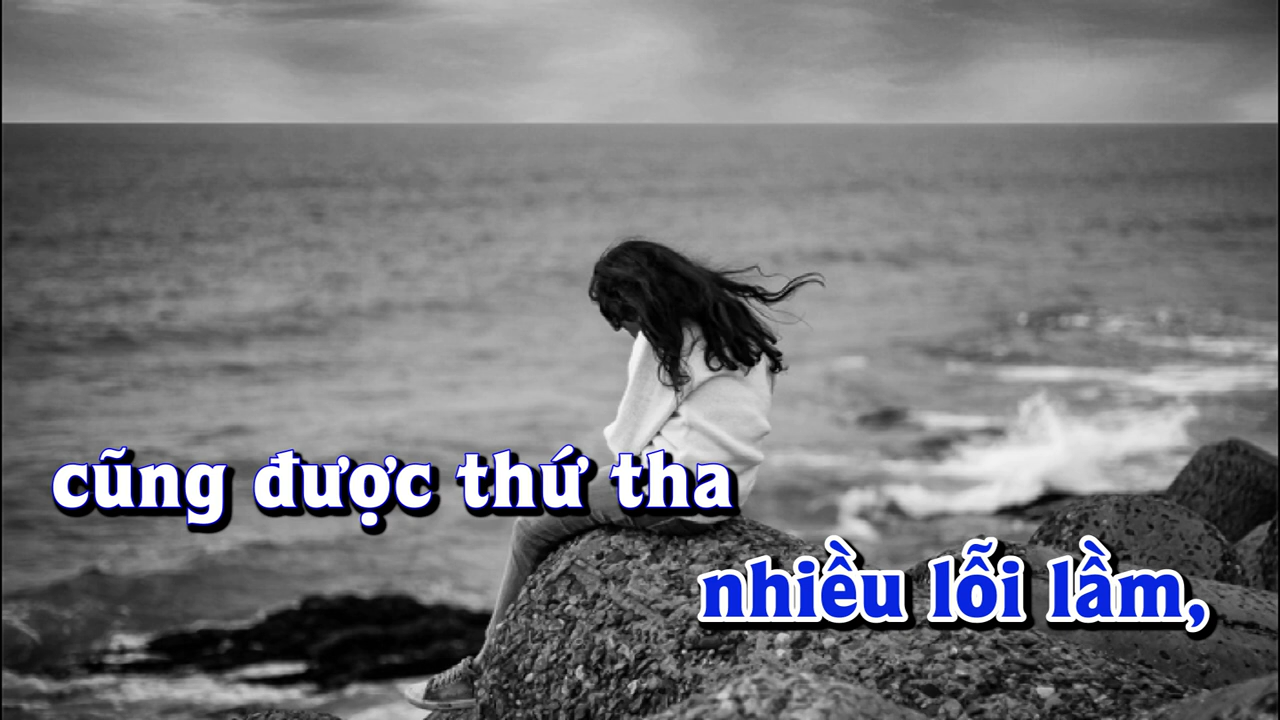 cũng được thứ tha
nhiều lỗi lầm,